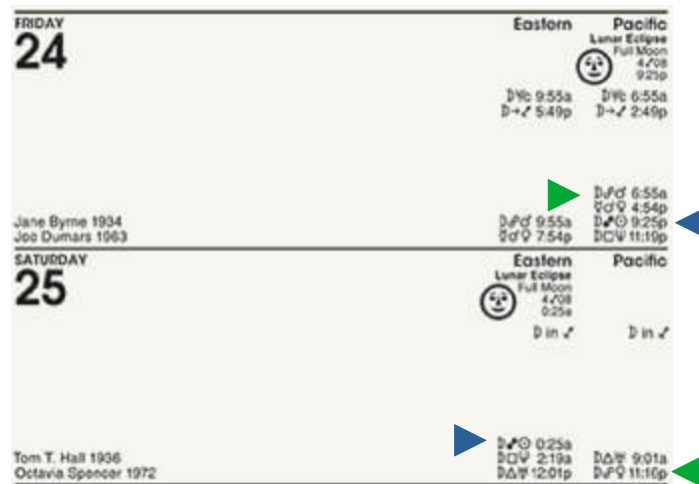 FRIDAY
24
Eastern Pacific
Lunar Eclipse
Full Moon
4♐08
9:25p
☽ 9:55a ☽ 6:55a
☽→♐ 5:49p ☽→♐ 2:49p
☽☍♂ 6:55a
☿☌♀ 4:54p
Jane Byrne 1934 ☽☍♂ 9:55a ☽☍☉ 9:25p
Joe Dumars 1963 ☿☌♀ 7:54p ☽□♆ 11:19p
SATURDAY
25
Eastern Pacific
Lunar Eclipse
Full Moon
4♐08
0:25a
☽ in ♐ ☽ in ♐
☽☍☉ 0:25a
Tom T. Hall 1936 ☽□♆ 2:19a ☽△♅ 9:01a
Octavia Spencer 1972 ☽△♅ 12:01p ☽☍♀ 11:16p